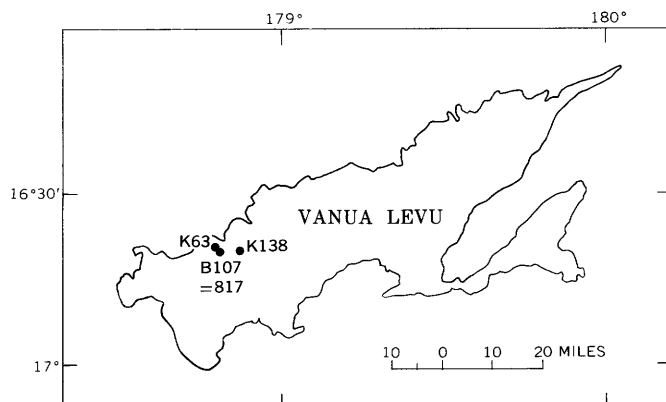 179° 180°
16°30'
VANUA LEVU
K63 K138
B107
=817
10 0 10 20 MILES
17°